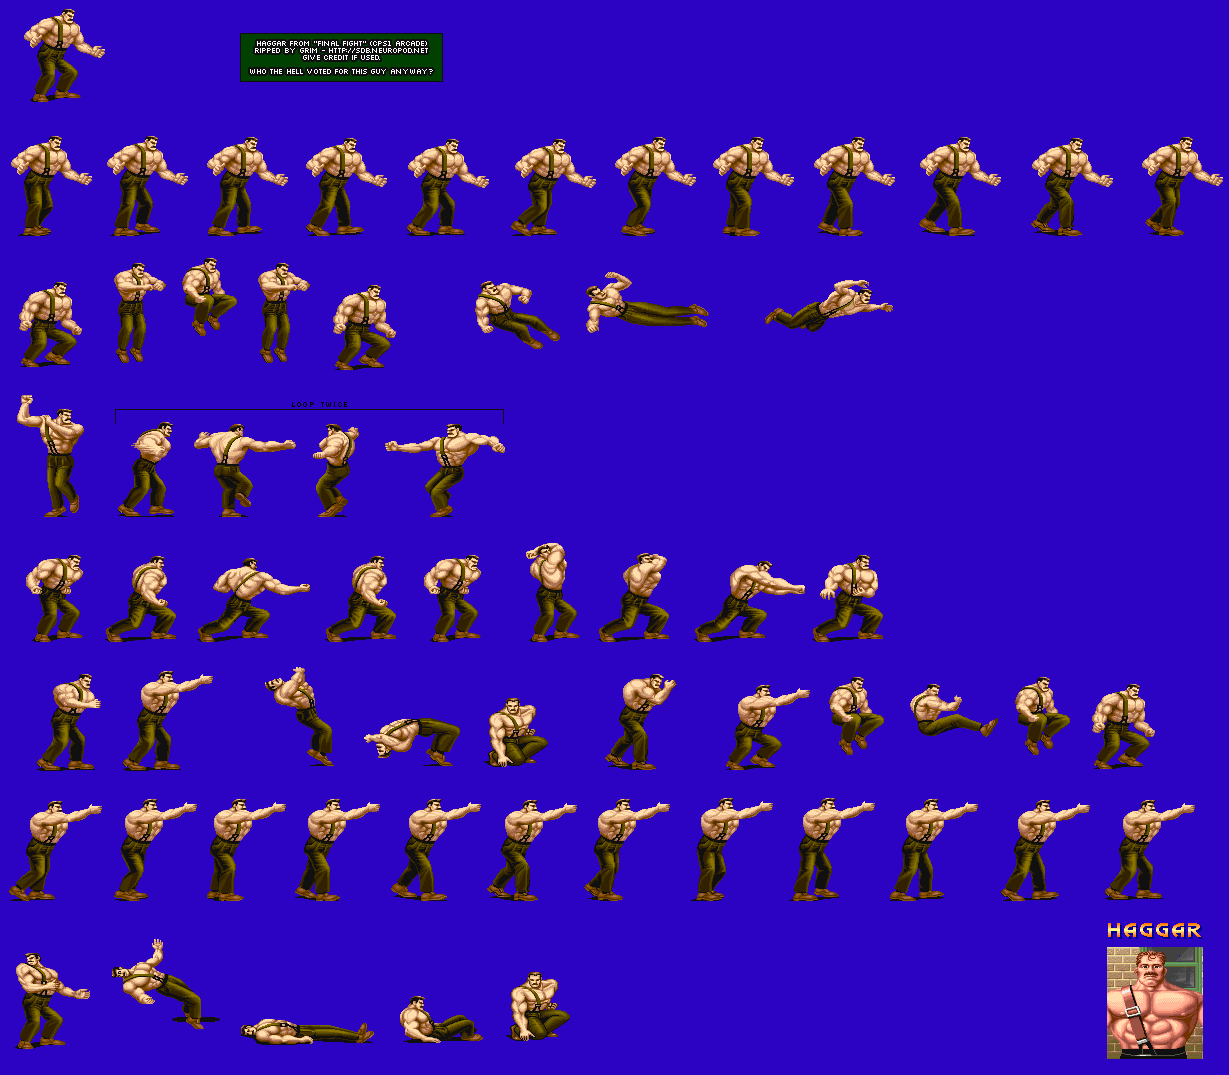 HAGGAR FROM "FINAL FIGHT" (CPS1 ARCADE)
RIPPED BY GRIM - HTTP://SDB.NEUROPOD.NET
GIVE CREDIT IF USED.
WHO THE HELL VOTED FOR THIS GUY ANYWAY?
LOOP TWICE
HAGGAR